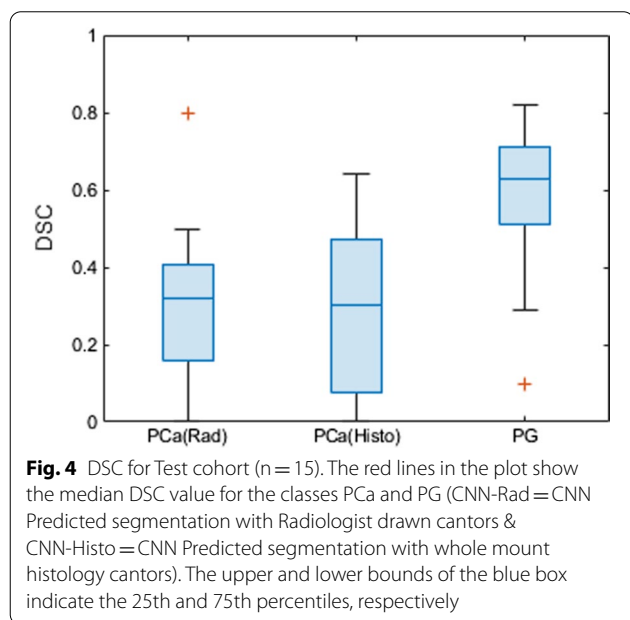 1
0.8
0.6
0.4
0.2
0
DSC
PCa(Rad) PCa(Histo) PG
Fig. 4 DSC for Test cohort (n = 15). The red lines in the plot show
the median DSC value for the classes PCa and PG (CNN-Rad = CNN
Predicted segmentation with Radiologist drawn cantors &
CNN-Histo = CNN Predicted segmentation with whole mount
histology cantors). The upper and lower bounds of the blue box
indicate the 25th and 75th percentiles, respectively